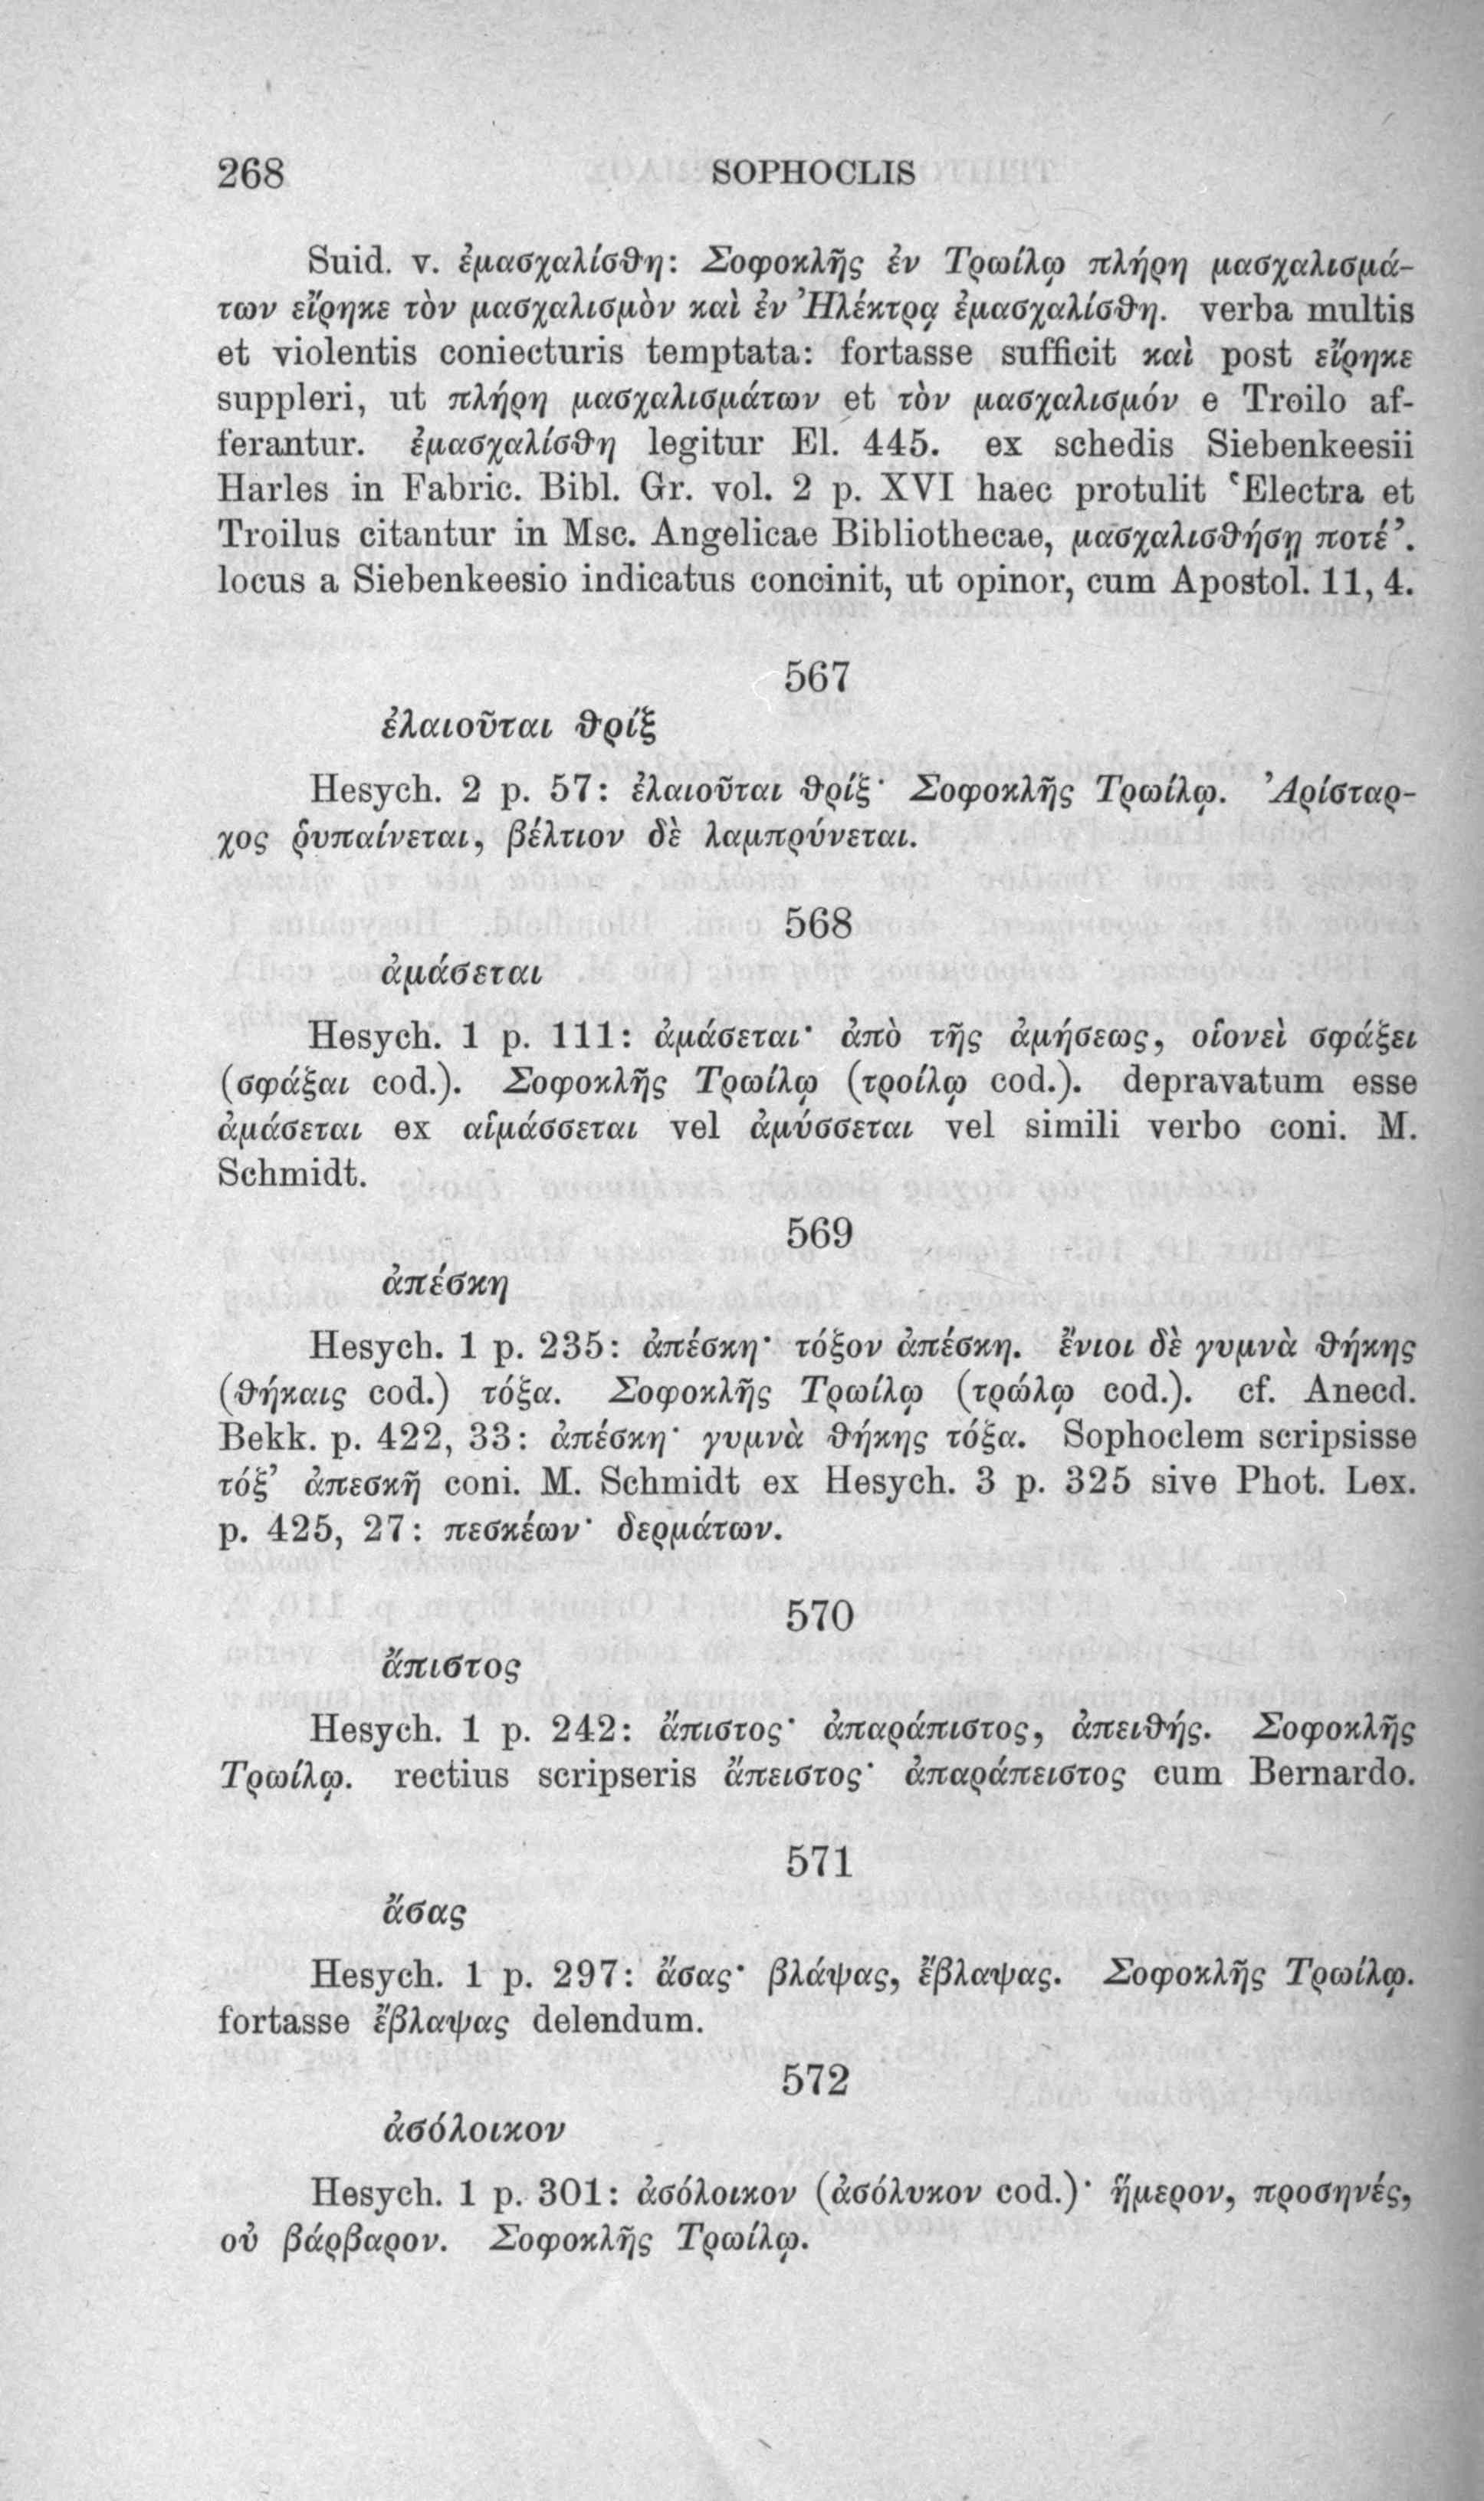 268 SOPHOCLIS
Suid. v. ἐμασχαλίσθη: Σοφοκλῆς ἐν Τρωίλῳ πλήρη μασχαλισμά-
των εἴρηκε τὸν μασχαλισμὸν καὶ ἐν Ἠλέκτρᾳ ἐμασχαλίσθη. verba multis
et violentis coniecturis temptata: fortasse sufficit καὶ post εἴρηκε
suppleri, ut πλήρη μασχαλισμάτων et τὸν μασχαλισμόν e Troilo af-
ferantur. ἐμασχαλίσθη legitur El. 445. ex schedis Siebenkeesii
Harles in Fabric. Bibl. Gr. vol. 2 p. XVI haec protulit ‘Electra et
Troilus citantur in Msc. Angelicae Bibliothecae, μασχαλισθήσῃ ποτέ’.
locus a Siebenkeesio indicatus concinit, ut opinor, cum Apostol. 11, 4.
567
ἐλαιοῦται θρίξ
Hesych. 2 p. 57: ἐλαιοῦται θρίξ· Σοφοκλῆς Τρωίλῳ. Ἀρίσταρ-
χος ῥυπαίνεται, βέλτιον δὲ λαμπρύνεται.
568
ἀμάσεται
Hesych. 1 p. 111: ἀμάσεται· ἀπὸ τῆς ἀμήσεως, οἱονεὶ σφάξει
(σφάξαι cod.). Σοφοκλῆς Τρωίλῳ (τροίλῳ cod.). depravatum esse
ἀμάσεται ex αἱμάσσεται vel ἀμύσσεται vel simili verbo coni. M.
Schmidt.
569
ἀπέσκη
Hesych. 1 p. 235: ἀπέσκη· τόξον ἀπέσκη. ἔνιοι δὲ γυμνὰ θήκης
(θήκαις cod.) τόξα. Σοφοκλῆς Τρωίλῳ (τρώλῳ cod.). cf. Anecd.
Bekk. p. 422, 33: ἀπέσκη· γυμνὰ θήκης τόξα. Sophoclem scripsisse
τόξ’ ἀπεσκῆ coni. M. Schmidt ex Hesych. 3 p. 325 sive Phot. Lex.
p. 425, 27: πεσκέων· δερμάτων.
570
ἄπιστος
Hesych. 1 p. 242: ἄπιστος· ἀπαράπιστος, ἀπειθής. Σοφοκλῆς
Τρωίλῳ. rectius scripseris ἄπειστος· ἀπαράπειστος cum Bernardo.
571
ἄσας
Hesych. 1 p. 297: ἄσας· βλάψας, ἔβλαψας. Σοφοκλῆς Τρωίλῳ.
fortasse ἔβλαψας delendum.
572
ἀσόλοικον
Hesych. 1 p. 301: ἀσόλοικον (ἀσόλυκον cod.)· ἥμερον, προσηνές,
οὐ βάρβαρον. Σοφοκλῆς Τρωίλῳ.